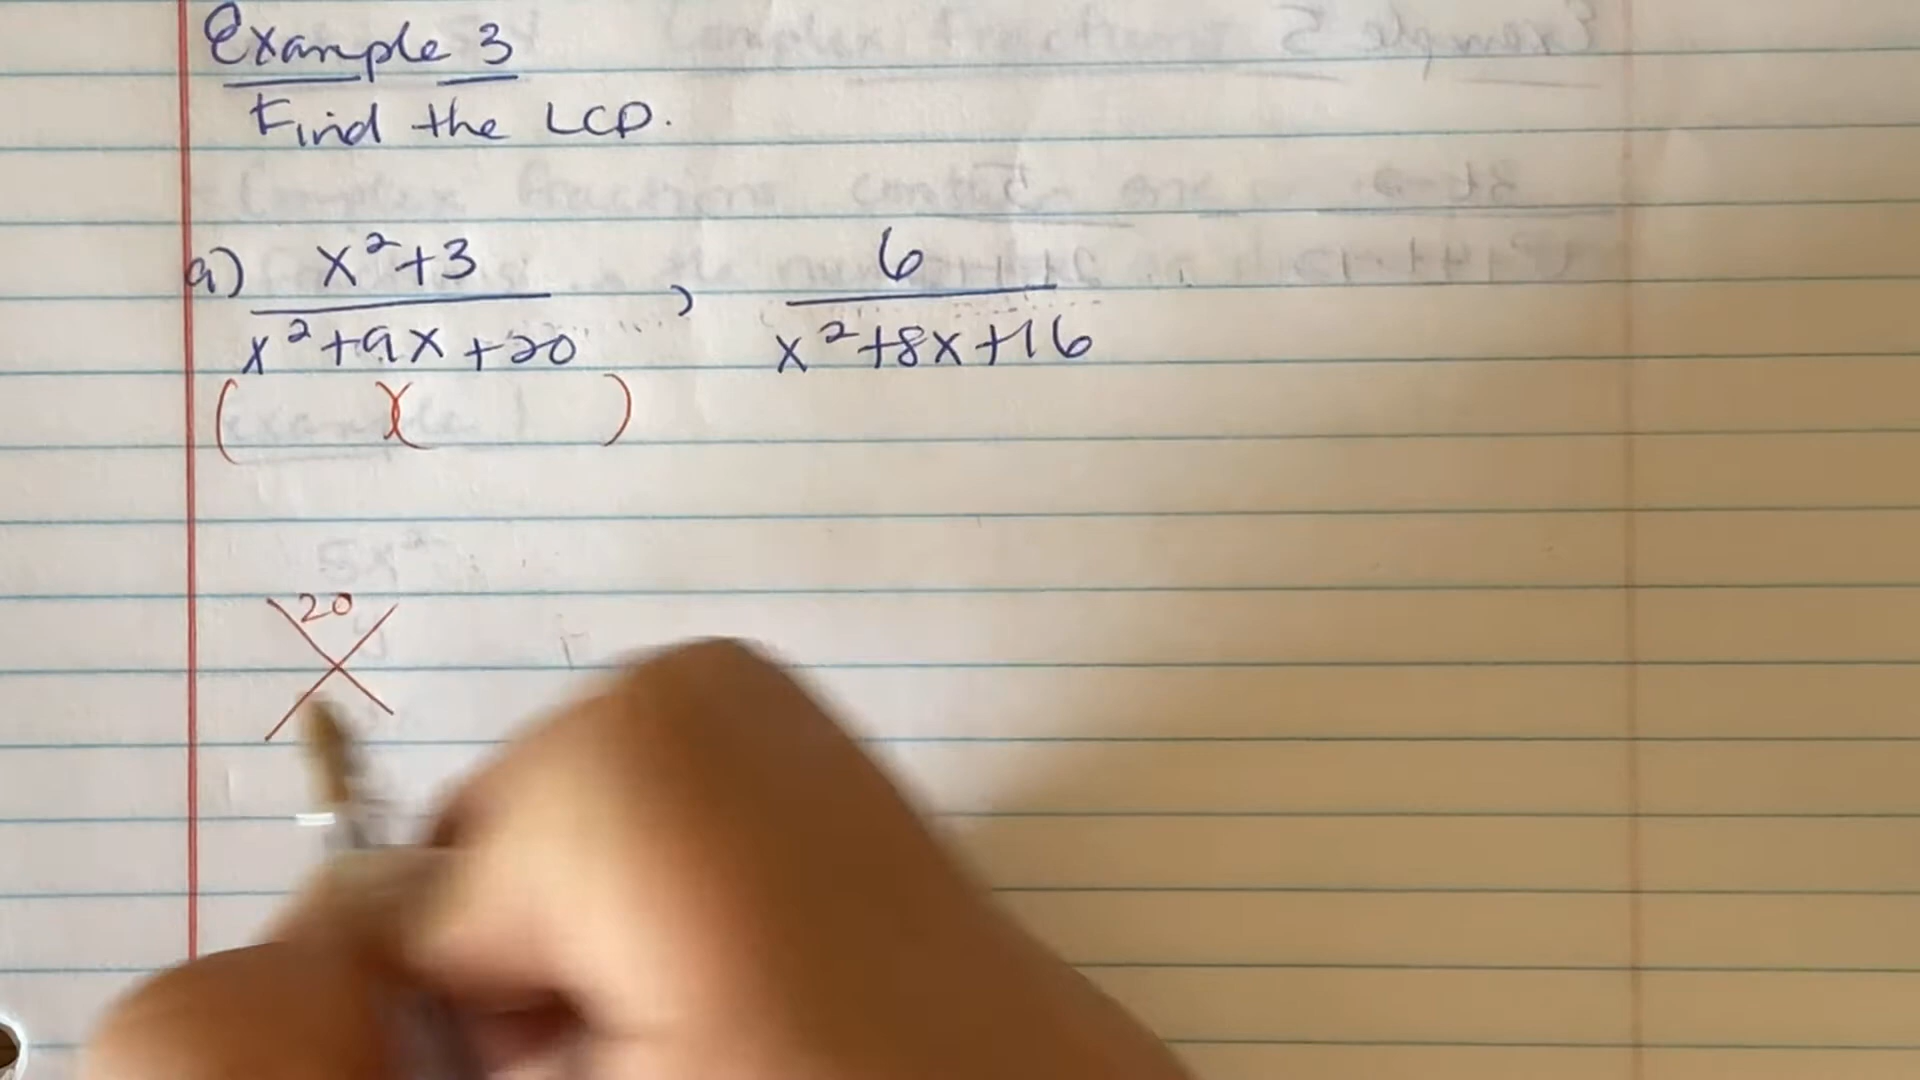 Example 3
Find the LCD.
a) x²+3 / x²+9x+20 , 6 / x²+8x+16
( )( )
20